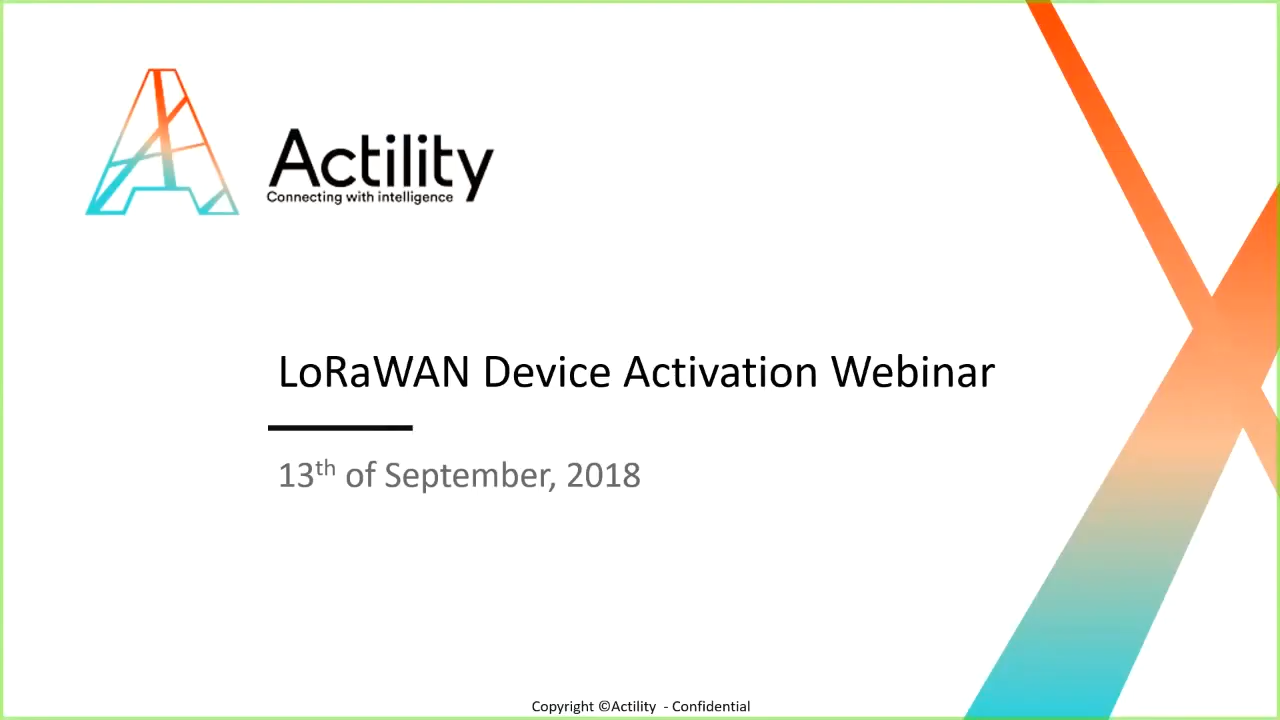 Actility
Connecting with intelligence
LoRaWAN Device Activation Webinar
13th of September, 2018
Copyright ©Actility - Confidential